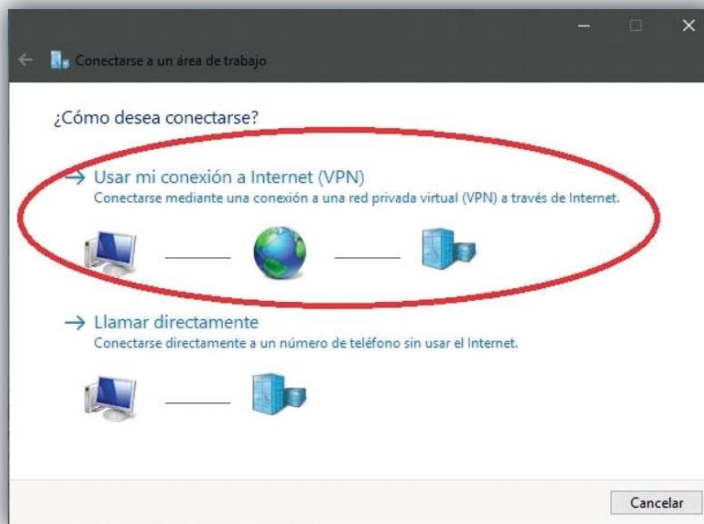 Conectarse a un área de trabajo
¿Cómo desea conectarse?
Usar mi conexión a Internet (VPN)
Conectarse mediante una conexión a una red privada virtual (VPN) a través de Internet.
Llamar directamente
Conectarse directamente a un número de teléfono sin usar el Internet.
Cancelar